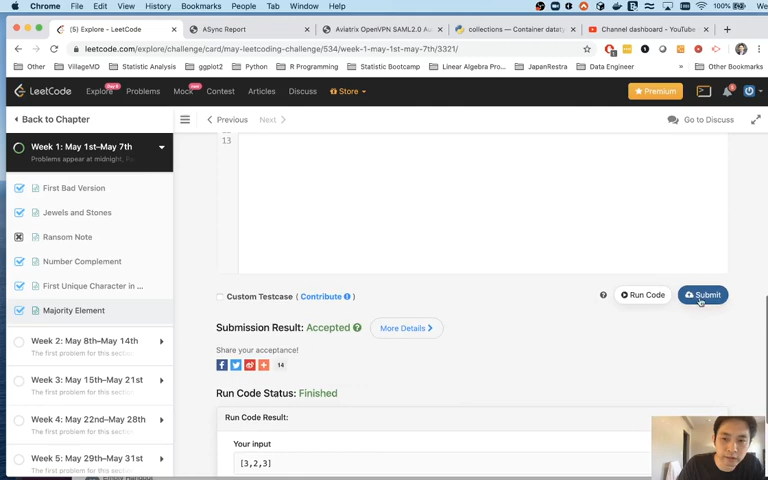 Chrome File Edit View History Bookmarks People Tab Window Help 100% We
{5} Explore - LeetCode ASync Report Aviatrix OpenVPN SAML2.0 Au collections — Container dataty Channel dashboard - YouTube
leetcode.com/explore/challenge/card/may-leetcoding-challenge/534/week-1-may-1st-may-7th/3321/
Other VillageMD Statistic Analysis ggplot2 Python R Programming Statistic Bootcamp Linear Algebra Pro... JapanRestra Data Engineer » Other Bookmarks
LeetCode Explore Problems Mock Contest Articles Discuss Store Premium
Back to Chapter Previous Next Go to Discuss
Week 1: May 1st–May 7th
Problems appear at midnight,
First Bad Version
Jewels and Stones
Ransom Note
Number Complement
First Unique Character in ...
Majority Element
Week 2: May 8th–May 14th
The first problem for this
Week 3: May 15th–May 21st
The first problem for this
Week 4: May 22nd–May 28th
The first problem for this
Week 5: May 29th–May 31st
The first problem for this
13
Custom Testcase ( Contribute ) ? Run Code Submit
Submission Result: Accepted ? More Details
Share your acceptance!
14
Run Code Status: Finished
Run Code Result:
Your input
[3,2,3]